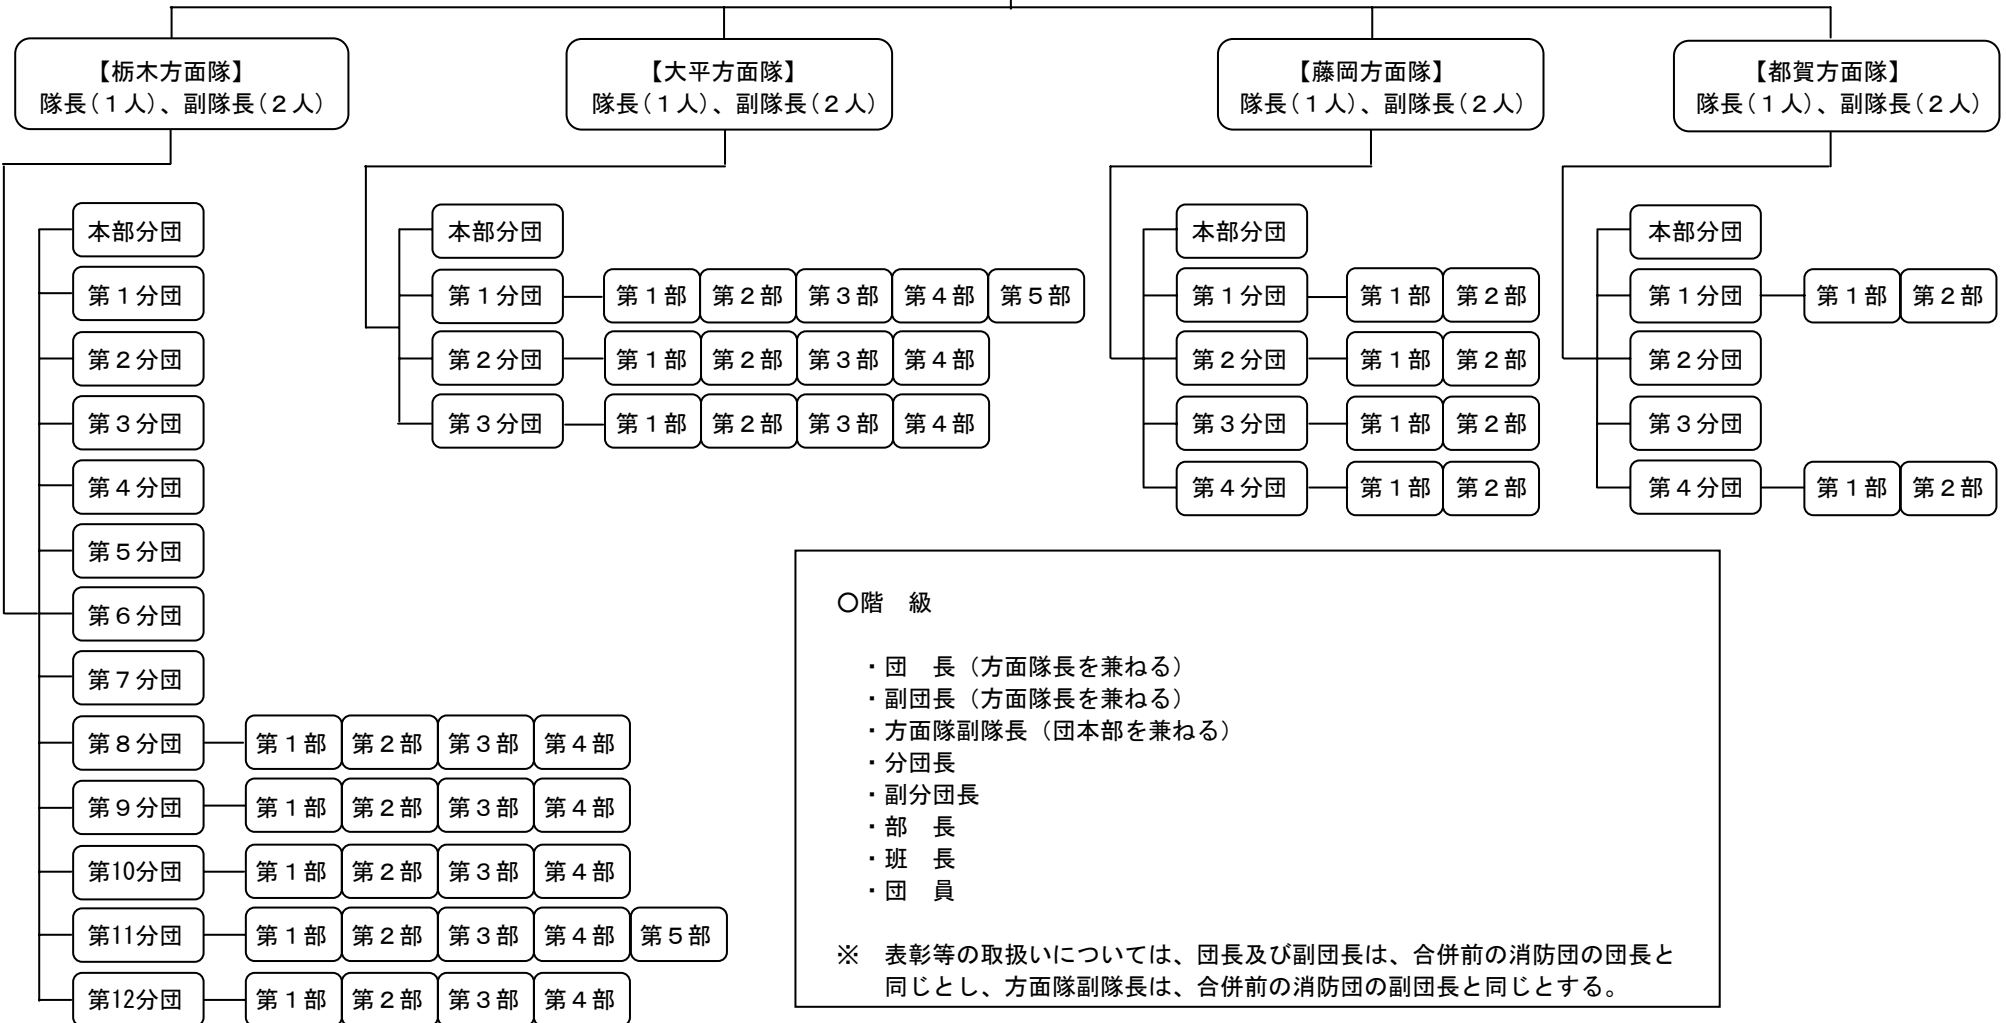 【栃木方面隊】
隊長(1人)、副隊長(2人)
【大平方面隊】
隊長(1人)、副隊長(2人)
【藤岡方面隊】
隊長(1人)、副隊長(2人)
【都賀方面隊】
隊長(1人)、副隊長(2人)
本部分団
第1分団
第2分団
第3分団
第4分団
第5分団
第6分団
第7分団
第8分団 第1部 第2部 第3部 第4部
第9分団 第1部 第2部 第3部 第4部
第10分団 第1部 第2部 第3部 第4部
第11分団 第1部 第2部 第3部 第4部 第5部
第12分団 第1部 第2部 第3部 第4部
本部分団
第1分団 第1部 第2部 第3部 第4部 第5部
第2分団 第1部 第2部 第3部 第4部
第3分団 第1部 第2部 第3部 第4部
本部分団
第1分団 第1部 第2部
第2分団 第1部 第2部
第3分団 第1部 第2部
第4分団 第1部 第2部
本部分団
第1分団 第1部 第2部
第2分団
第3分団
第4分団 第1部 第2部
○階 級
・団 長（方面隊長を兼ねる）
・副団長（方面隊長を兼ねる）
・方面隊副隊長（団本部を兼ねる）
・分団長
・副分団長
・部 長
・班 長
・団 員
※ 表彰等の取扱いについては、団長及び副団長は、合併前の消防団の団長と
同じとし、方面隊副隊長は、合併前の消防団の副団長と同じとする。